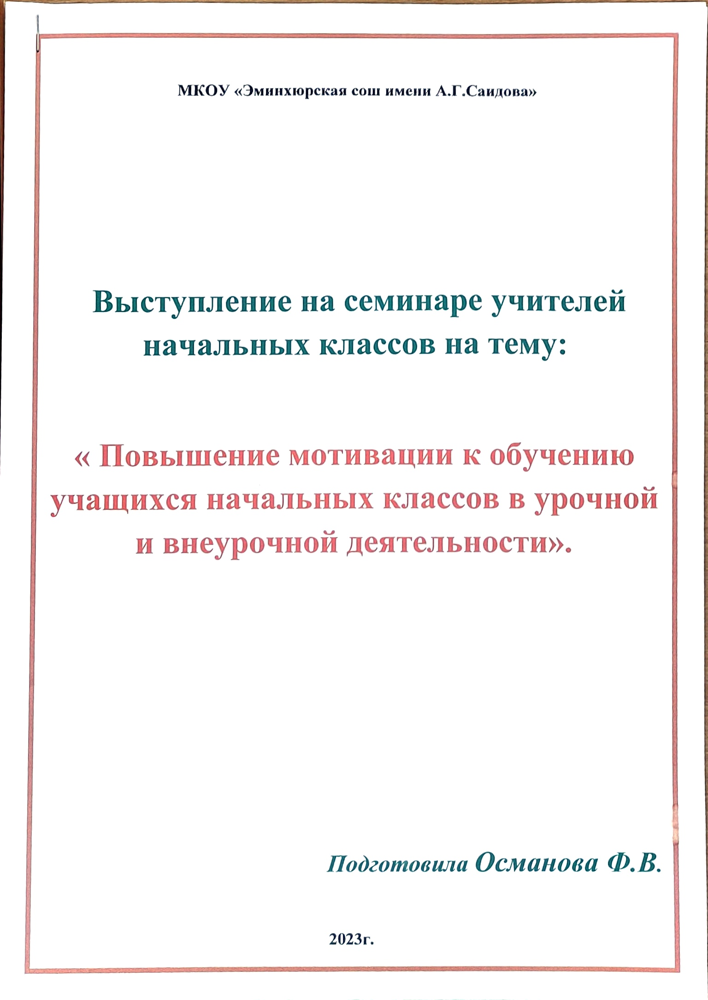 МКОУ «Эминхюрская сош имени А.Г.Саидова»
Выступление на семинаре учителей
начальных классов на тему:
« Повышение мотивации к обучению
учащихся начальных классов в урочной
и внеурочной деятельности».
Подготовила Османова Ф.В.
2023г.